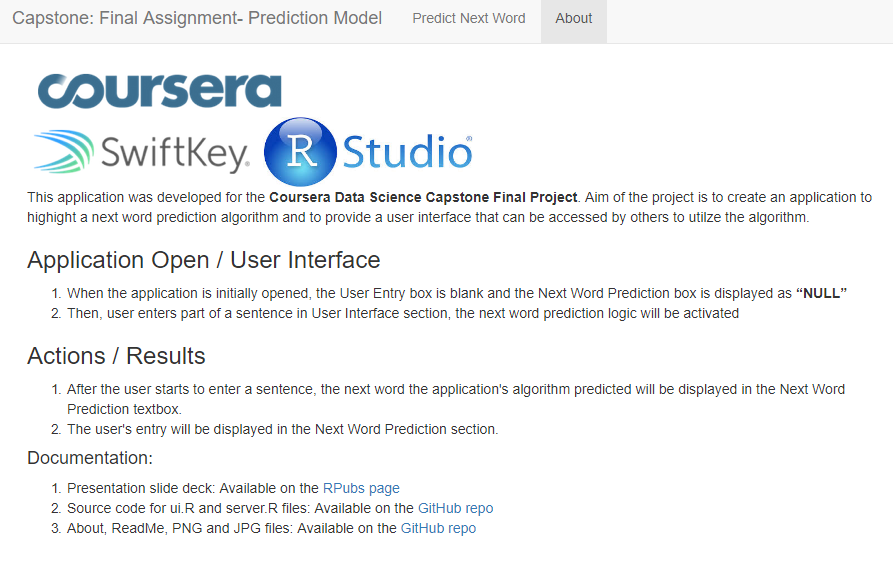 Capstone: Final Assignment- Prediction Model Predict Next Word About
coursera
SwiftKey.
R Studio®
This application was developed for the Coursera Data Science Capstone Final Project. Aim of the project is to create an application to
highight a next word prediction algorithm and to provide a user interface that can be accessed by others to utilze the algorithm.
Application Open / User Interface
1. When the application is initially opened, the User Entry box is blank and the Next Word Prediction box is displayed as “NULL”
2. Then, user enters part of a sentence in User Interface section, the next word prediction logic will be activated
Actions / Results
1. After the user starts to enter a sentence, the next word the application's algorithm predicted will be displayed in the Next Word
Prediction textbox.
2. The user's entry will be displayed in the Next Word Prediction section.
Documentation:
1. Presentation slide deck: Available on the RPubs page
2. Source code for ui.R and server.R files: Available on the GitHub repo
3. About, ReadMe, PNG and JPG files: Available on the GitHub repo